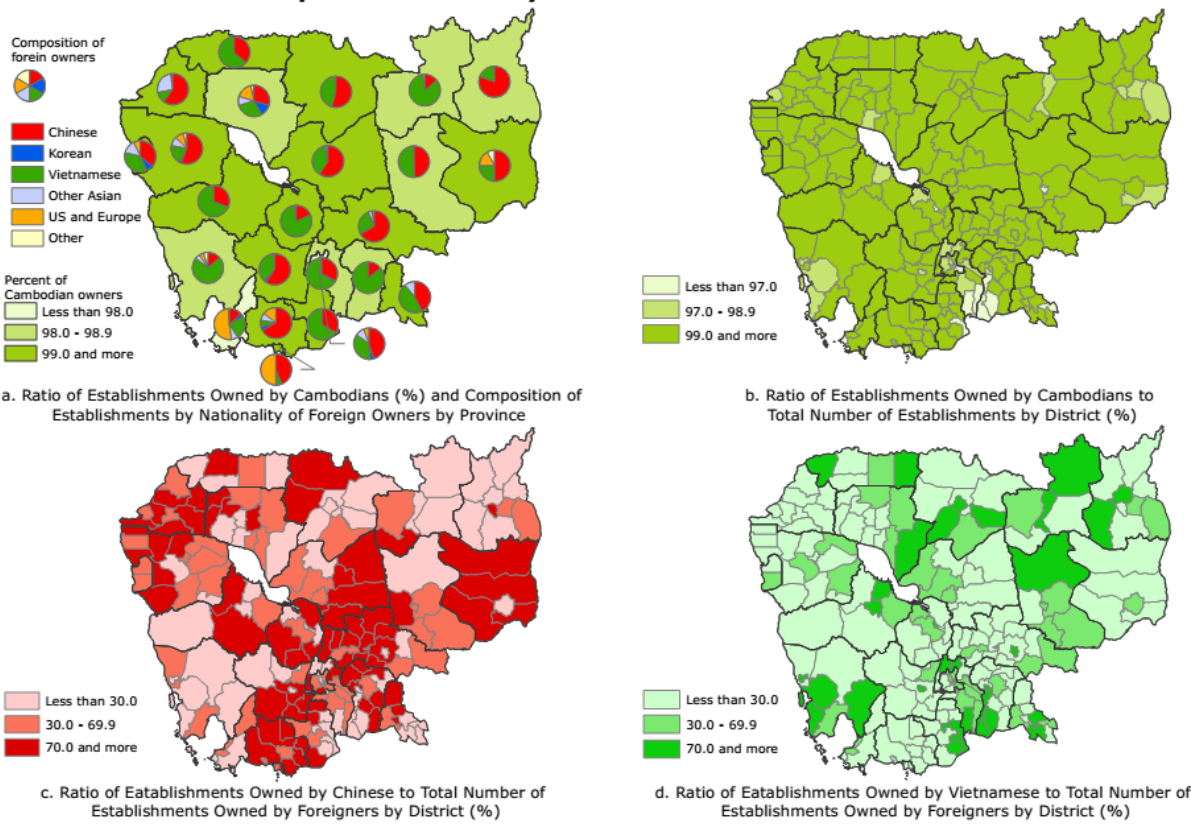 Composition of
forein owners
Chinese
Korean
Vietnamese
Other Asian
US and Europe
Other
Percent of
Cambodian owners
Less than 98.0
98.0 - 98.9
99.0 and more
a. Ratio of Establishments Owned by Cambodians (%) and Composition of
Establishments by Nationality of Foreign Owners by Province
Less than 97.0
97.0 - 98.9
99.0 and more
b. Ratio of Establishments Owned by Cambodians to
Total Number of Establishments by District (%)
Less than 30.0
30.0 - 69.9
70.0 and more
c. Ratio of Eatablishments Owned by Chinese to Total Number of
Establishments Owned by Foreigners by District (%)
Less than 30.0
30.0 - 69.9
70.0 and more
d. Ratio of Eatablishments Owned by Vietnamese to Total Number of
Establishments Owned by Foreigners by District (%)